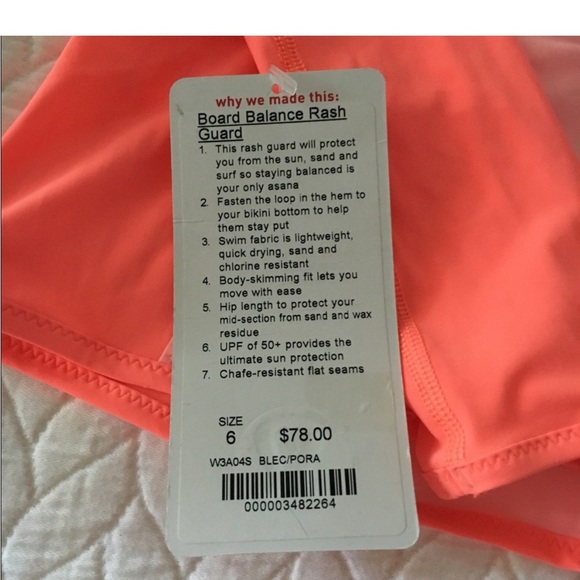 why we made this:
Board Balance Rash
Guard
1. This rash guard will protect
you from the sun, sand and
surf so staying balanced is
your only asana
2. Fasten the loop in the hem to
your bikini bottom to help
them stay put
3. Swim fabric is lightweight,
quick drying, sand and
chlorine resistant
4. Body-skimming fit lets you
move with ease
5. Hip length to protect your
mid-section from sand and wax
residue
6. UPF of 50+ provides the
ultimate sun protection
7. Chafe-resistant flat seams
SIZE
6 $78.00
W3A04S BLEC/PORA
000003482264